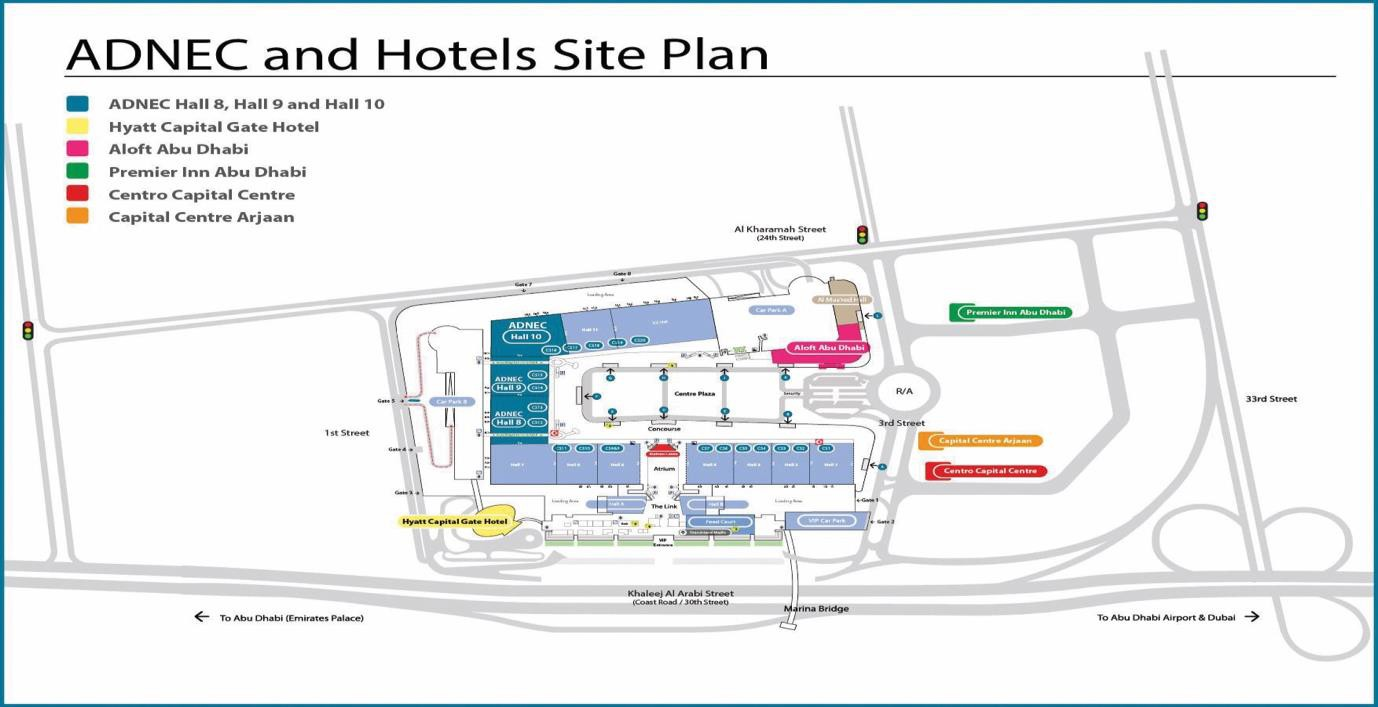 ADNEC and Hotels Site Plan
ADNEC Hall 8, Hall 9 and Hall 10
Hyatt Capital Gate Hotel
Aloft Abu Dhabi
Premier Inn Abu Dhabi
Centro Capital Centre
Capital Centre Arjaan
Al Kharamah Street
(24th Street)
Gate 8
Gate 7
Loading Area
Car Park A
Premier Inn Abu Dhabi
ADNEC
Hall 10
Hall 11
Aloft Abu Dhabi
ADNEC
Hall 9
Centre Plaza
Security
R/A
Gate 5
Car Park B
33rd Street
ADNEC
Hall 8
3rd Street
1st Street
Concourse
Capital Centre Arjaan
Gate 4
Atrium
Hall 7
Centro Capital Centre
Gate 3
Loading Area
The Link
Loading Area
Gate 1
Hyatt Capital Gate Hotel
Food Court
VIP Car Park
Gate 2
VIP
Entrance
Khaleej Al Arabi Street
(Coast Road / 30th Street)
Marina Bridge
To Abu Dhabi (Emirates Palace)
To Abu Dhabi Airport & Dubai